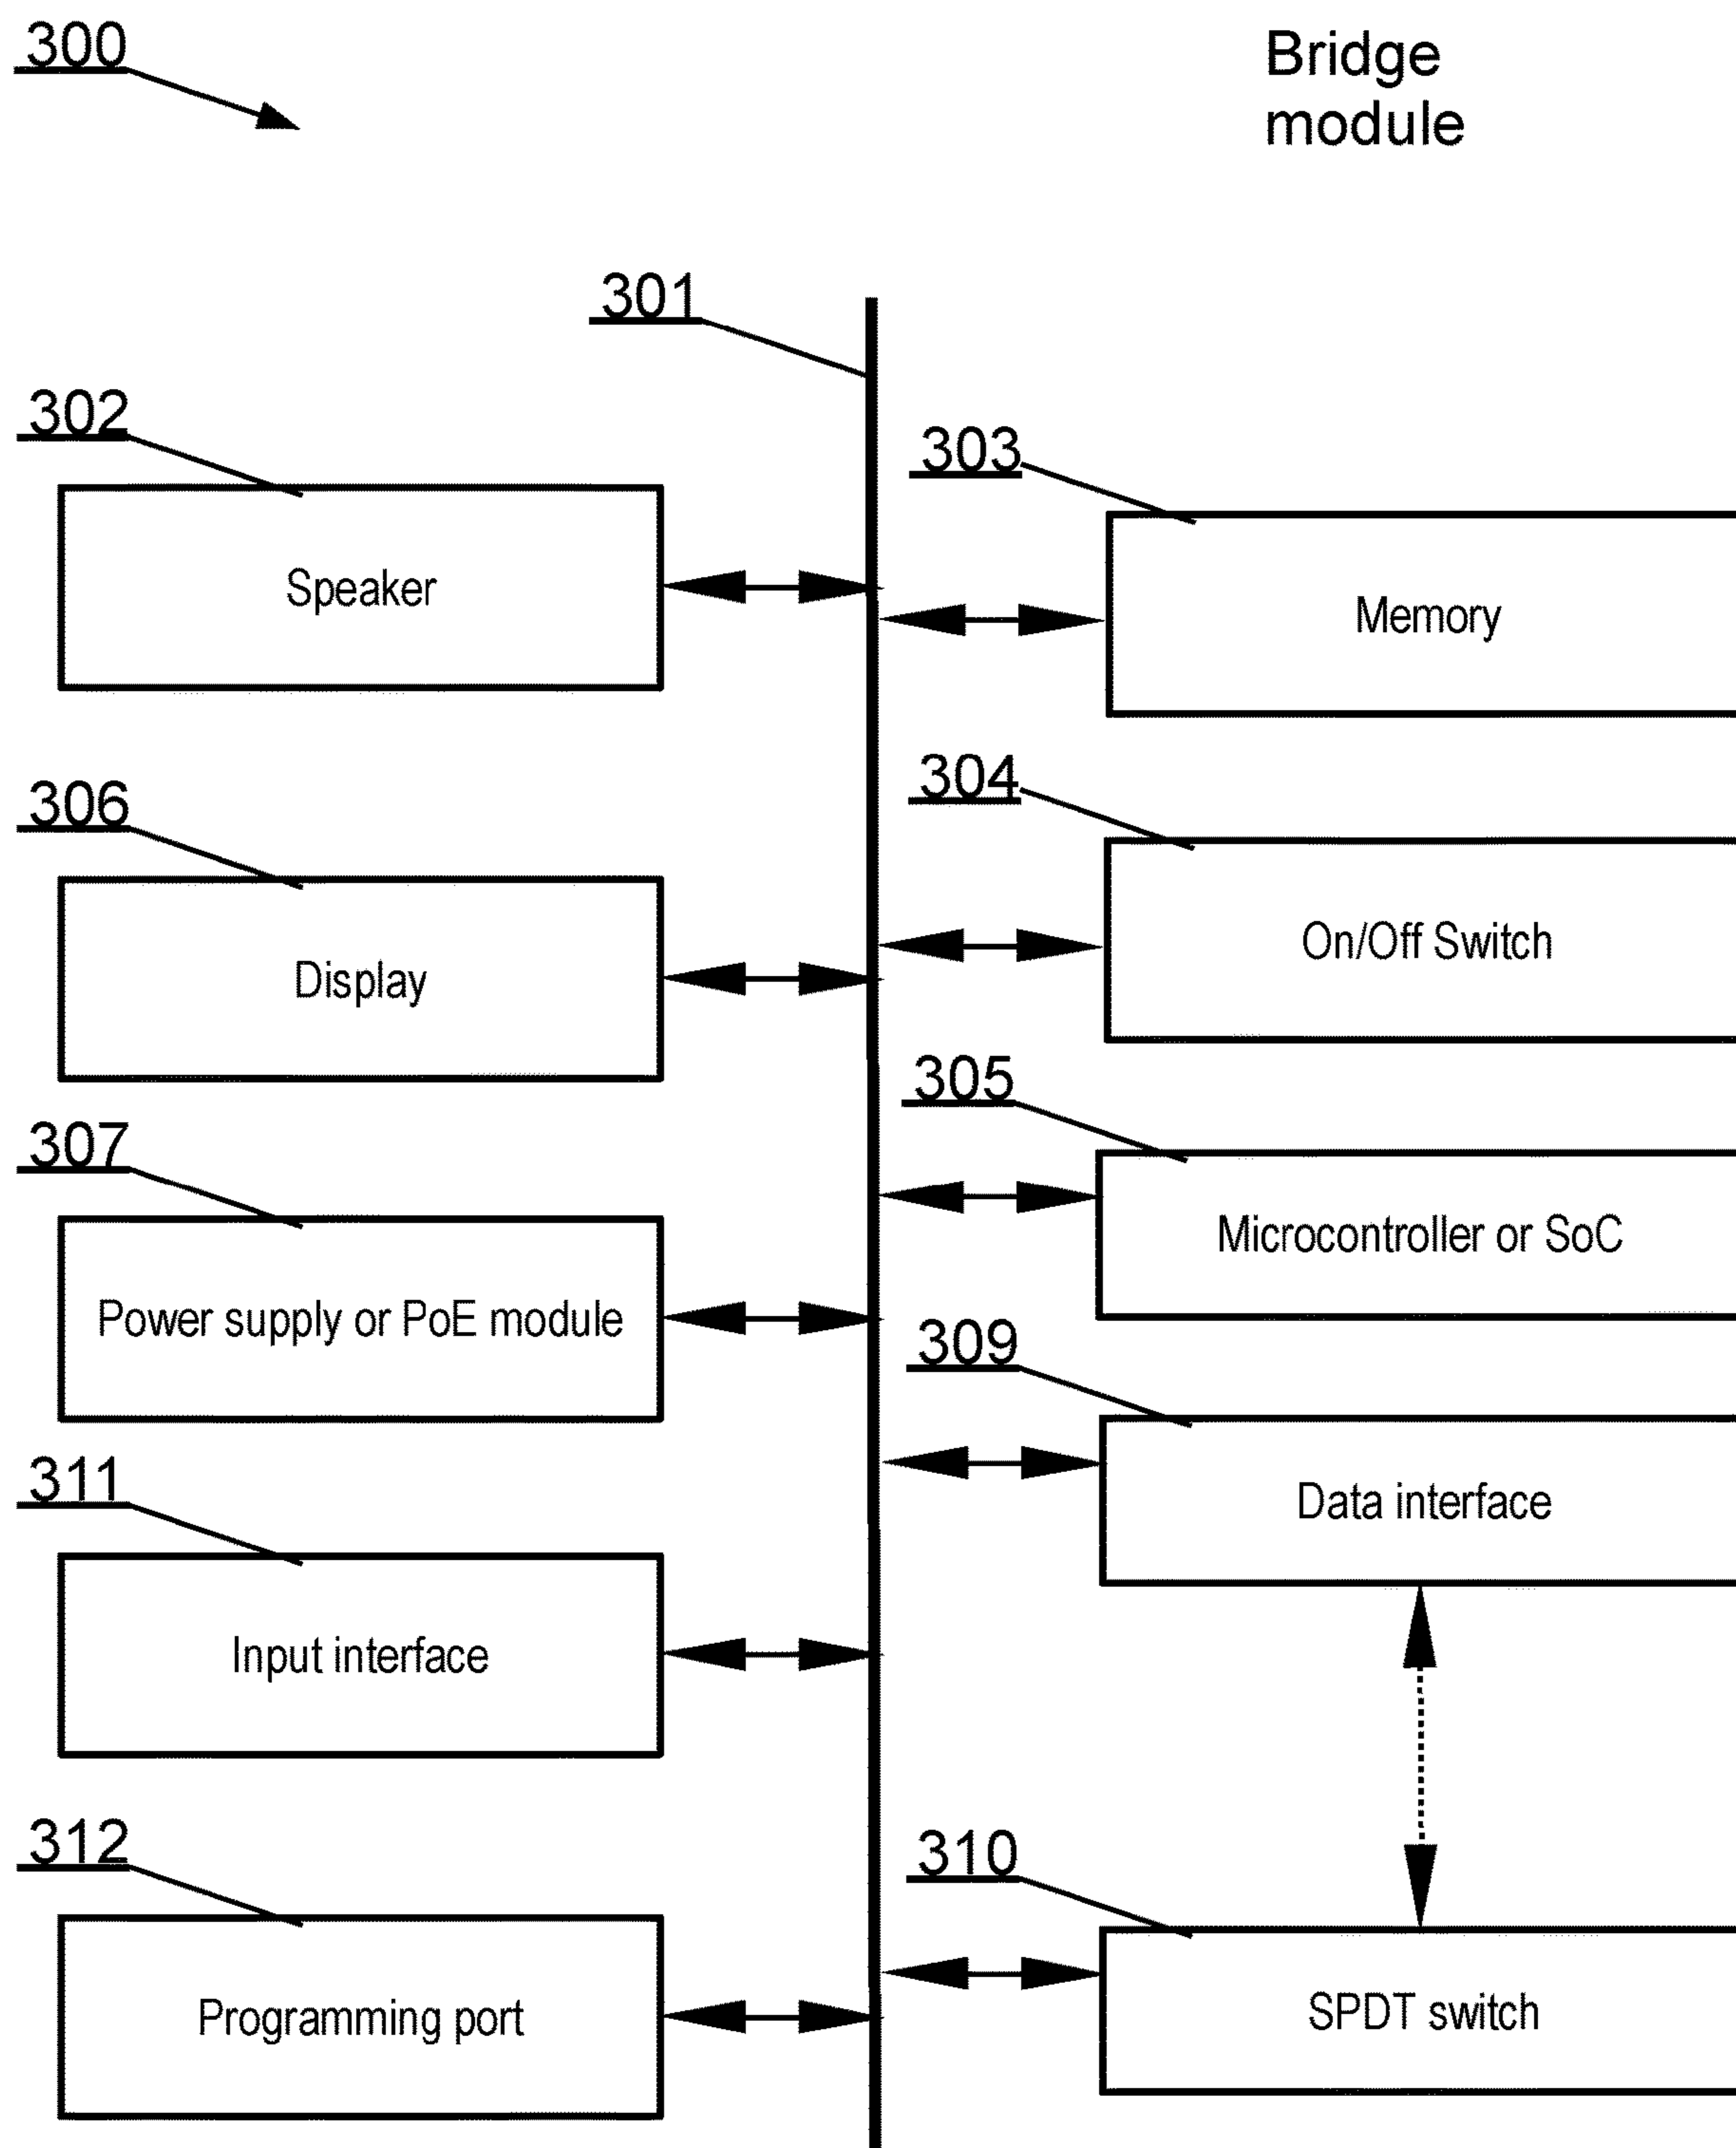 300
Bridge
module
301
302
303
Speaker
Memory
304
306
On/Off Switch
Display
305
307
Microcontroller or SoC
Power supply or PoE module
309
311
Data interface
Input interface
312
310
Programming port
SPDT switch